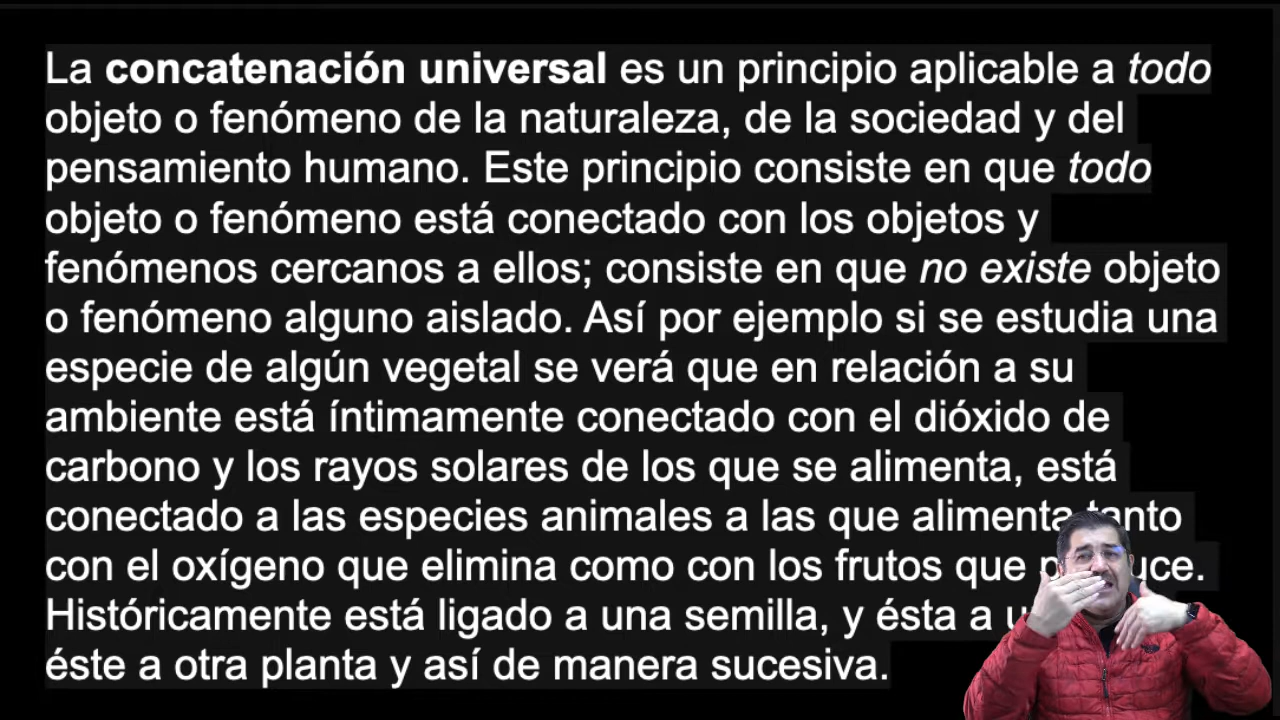 La concatenación universal es un principio aplicable a todo
objeto o fenómeno de la naturaleza, de la sociedad y del
pensamiento humano. Este principio consiste en que todo
objeto o fenómeno está conectado con los objetos y
fenómenos cercanos a ellos; consiste en que no existe objeto
o fenómeno alguno aislado. Así por ejemplo si se estudia una
especie de algún vegetal se verá que en relación a su
ambiente está íntimamente conectado con el dióxido de
carbono y los rayos solares de los que se alimenta, está
conectado a las especies animales a las que alimenta tanto
con el oxígeno que elimina como con los frutos que
Históricamente está ligado a una semilla, y ésta a
éste a otra planta y así de manera sucesiva.